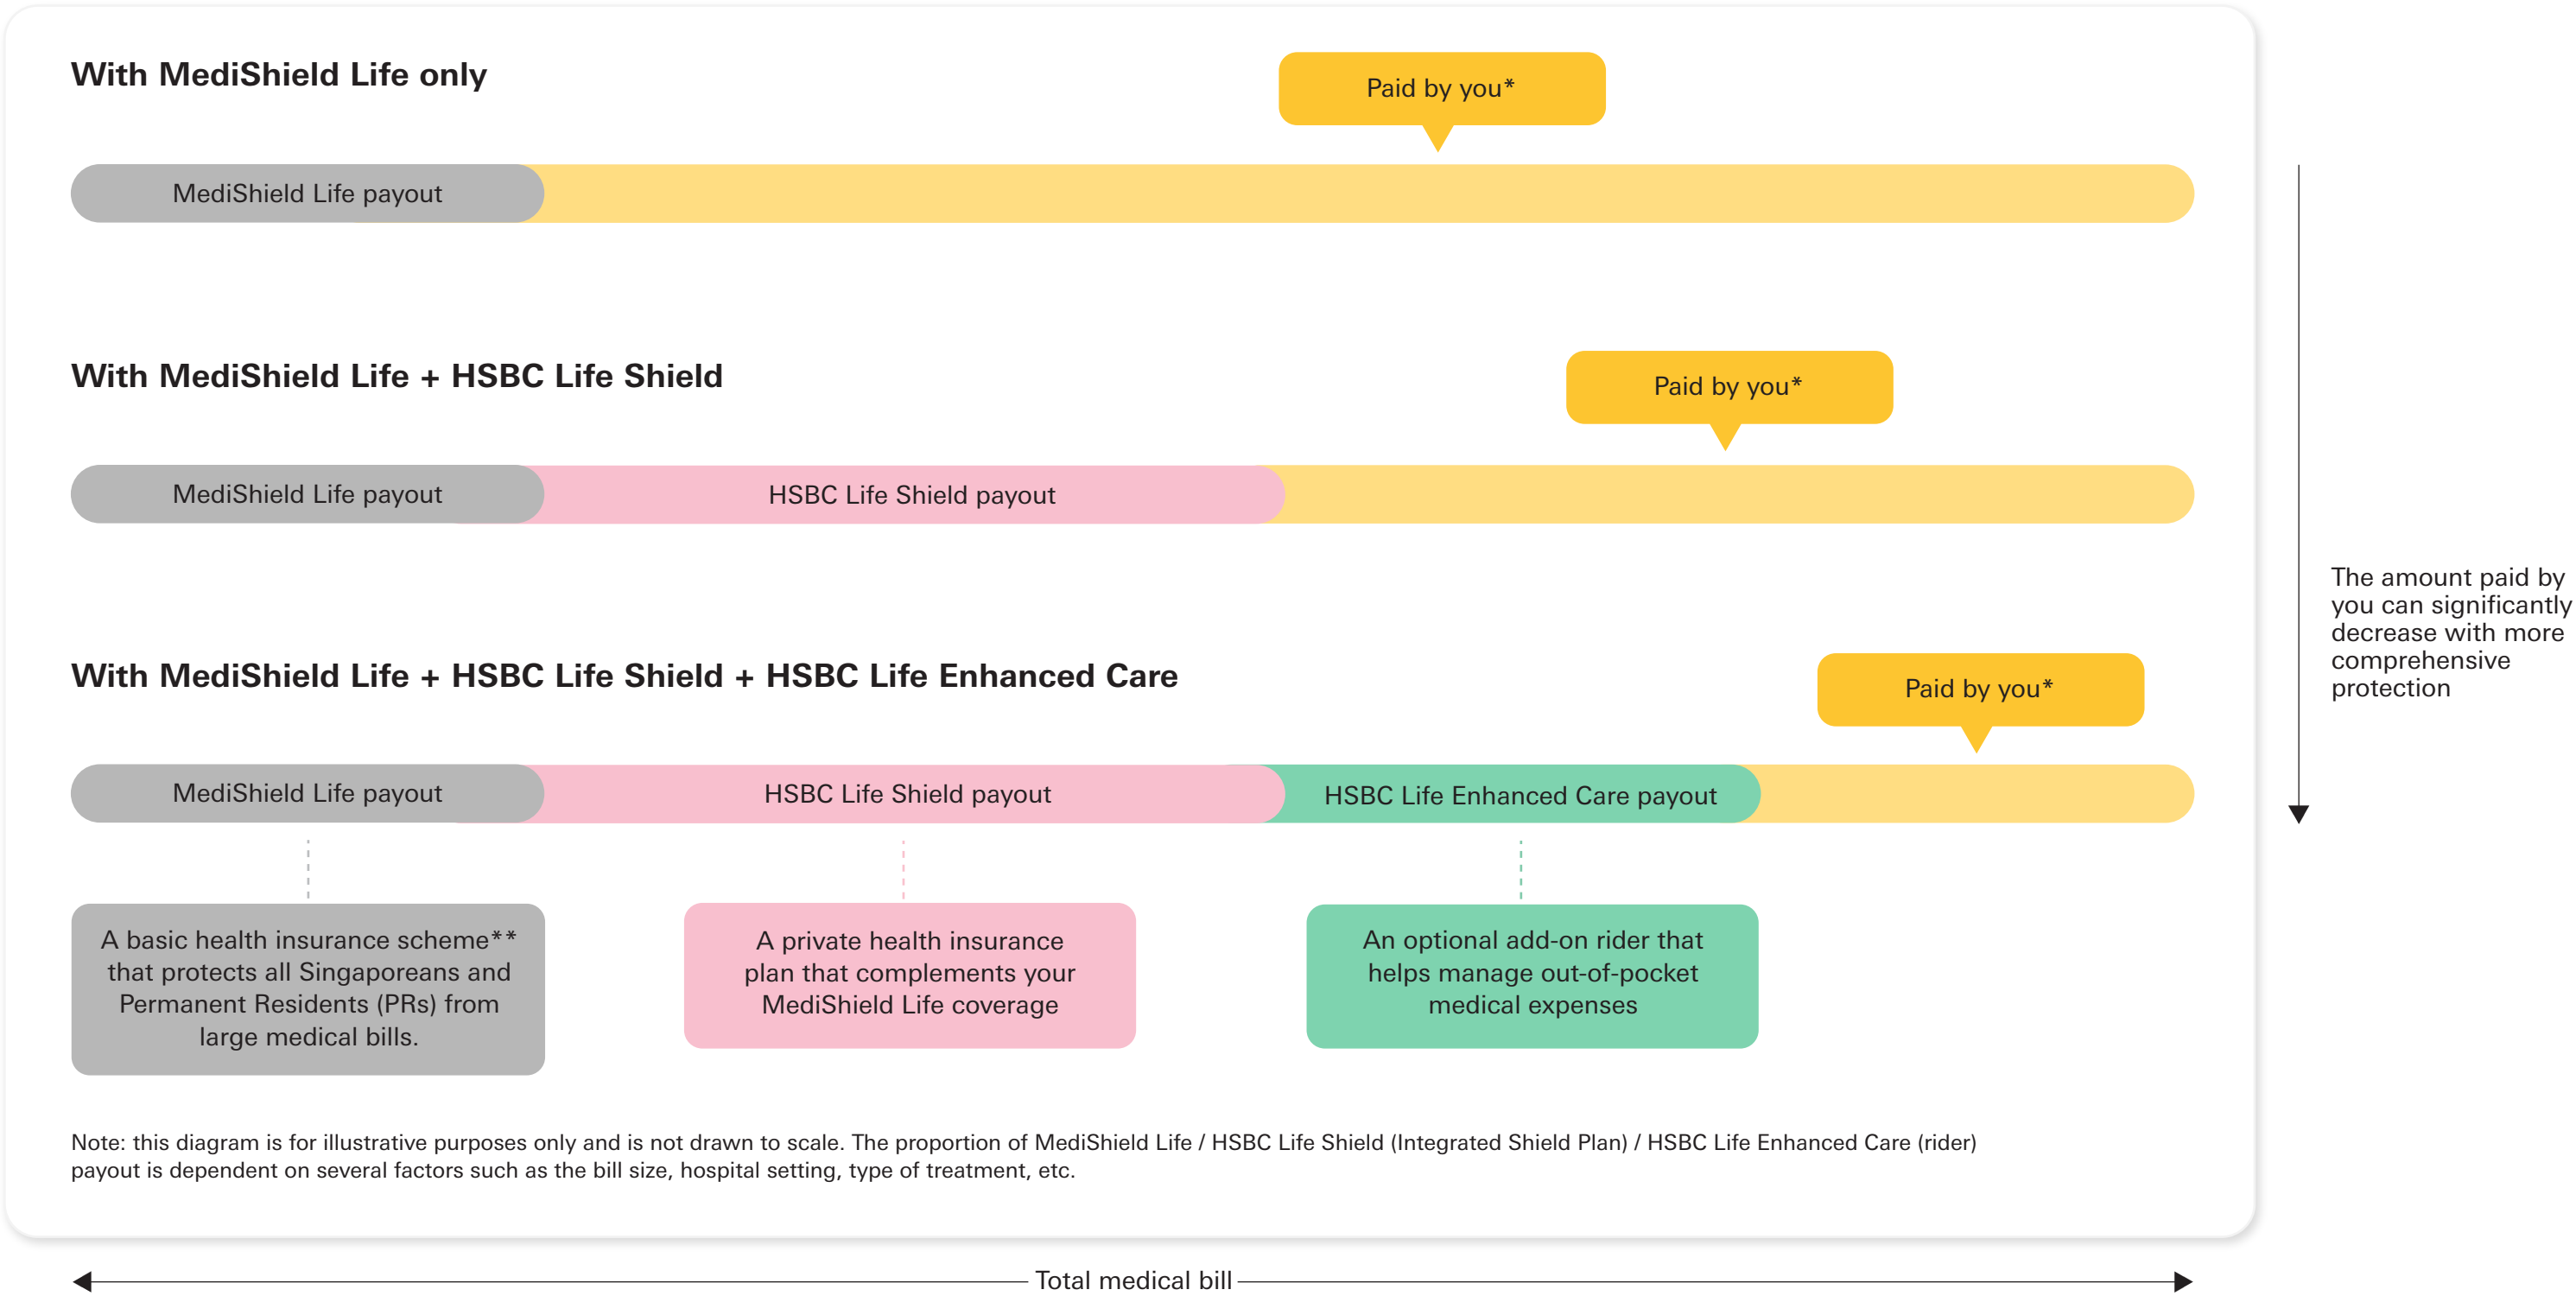 With MediShield Life only
Paid by you*
MediShield Life payout
With MediShield Life + HSBC Life Shield
Paid by you*
MediShield Life payout
HSBC Life Shield payout
The amount paid by
you can significantly
decrease with more
comprehensive
protection
With MediShield Life + HSBC Life Shield + HSBC Life Enhanced Care
Paid by you*
MediShield Life payout
HSBC Life Shield payout
HSBC Life Enhanced Care payout
A basic health insurance scheme**
that protects all Singaporeans and
Permanent Residents (PRs) from
large medical bills.
A private health insurance
plan that complements your
MediShield Life coverage
An optional add-on rider that
helps manage out-of-pocket
medical expenses
Note: this diagram is for illustrative purposes only and is not drawn to scale. The proportion of MediShield Life / HSBC Life Shield (Integrated Shield Plan) / HSBC Life Enhanced Care (rider)
payout is dependent on several factors such as the bill size, hospital setting, type of treatment, etc.
Total medical bill